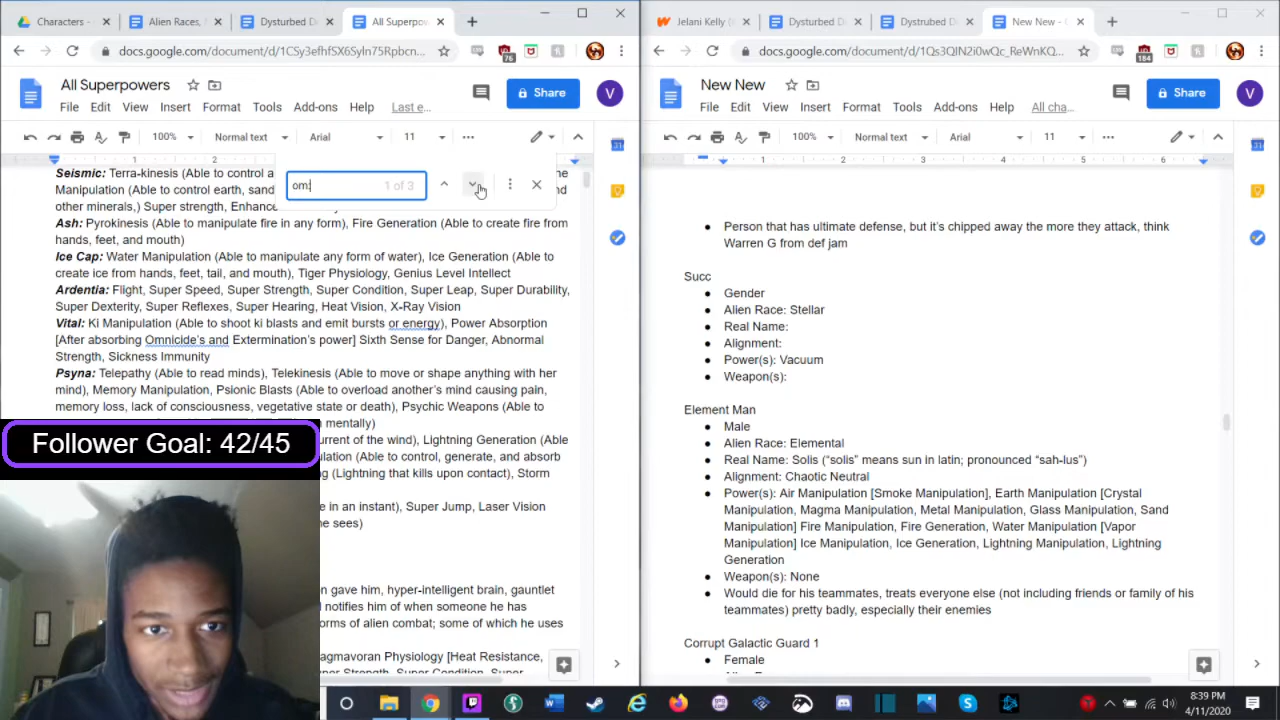 Characters -
Alien Races,
Dysturbed D
All Superpowers
Jelani Kelly (M
Dysturbed D
Dystrubed D
New New - G
docs.google.com/document/d/1CSy3efhfSX6Syln75Rpbcn...
76
docs.google.com/document/d/1Qs3QIN2i0wQc_ReWnKQ...
184
All Superpowers
Share
V
File Edit View Insert Format Tools Add-ons Help Last e...
100% Normal text Arial 11
New New
Share
V
File Edit View Insert Format Tools Add-ons Help All cha...
100% Normal text Arial 11
om:
1 of 3
Seismic: Terra-kinesis (Able to control a
Manipulation (Able to control earth, sand
other minerals,) Super strength, Enhance
Ash: Pyrokinesis (Able to manipulate fire in any form), Fire Generation (Able to create fire from
hands, feet, and mouth)
Ice Cap: Water Manipulation (Able to manipulate any form of water), Ice Generation (Able to
create ice from hands, feet, tail, and mouth), Tiger Physiology, Genius Level Intellect
Ardentia: Flight, Super Speed, Super Strength, Super Condition, Super Leap, Super Durability,
Super Dexterity, Super Reflexes, Super Hearing, Heat Vision, X-Ray Vision
Vital: Ki Manipulation (Able to shoot ki blasts and emit bursts or energy), Power Absorption
[After absorbing Omnicide's and Extermination's power] Sixth Sense for Danger, Abnormal
Strength, Sickness Immunity
Psyna: Telepathy (Able to read minds), Telekinesis (Able to move or shape anything with her
mind), Memory Manipulation, Psionic Blasts (Able to overload another's mind causing pain,
memory loss, lack of consciousness, vegetative state or death), Psychic Weapons (Able to
mentally)
urrent of the wind), Lightning Generation (Able
ulation (Able to control, generate, and absorb
ng (Lightning that kills upon contact), Storm
e in an instant), Super Jump, Laser Vision
he sees)
n gave him, hyper-intelligent brain, gauntlet
d notifies him of when someone he has
orms of alien combat; some of which he uses
agmavoran Physiology [Heat Resistance,
Follower Goal: 42/45
1 2
1 2 3 4 5 6
● Person that has ultimate defense, but it's chipped away the more they attack, think
Warren G from def jam
Succ
● Gender
● Alien Race: Stellar
● Real Name:
● Alignment:
● Power(s): Vacuum
● Weapon(s):
Element Man
● Male
● Alien Race: Elemental
● Real Name: Solis (“solis” means sun in latin; pronounced “sah-lus”)
● Alignment: Chaotic Neutral
● Power(s): Air Manipulation [Smoke Manipulation], Earth Manipulation [Crystal
Manipulation, Magma Manipulation, Metal Manipulation, Glass Manipulation, Sand
Manipulation] Fire Manipulation, Fire Generation, Water Manipulation [Vapor
Manipulation] Ice Manipulation, Ice Generation, Lightning Manipulation, Lightning
Generation
● Weapon(s): None
● Would die for his teammates, treats everyone else (not including friends or family of his
teammates) pretty badly, especially their enemies
Corrupt Galactic Guard 1
● Female
8:39 PM
4/11/2020